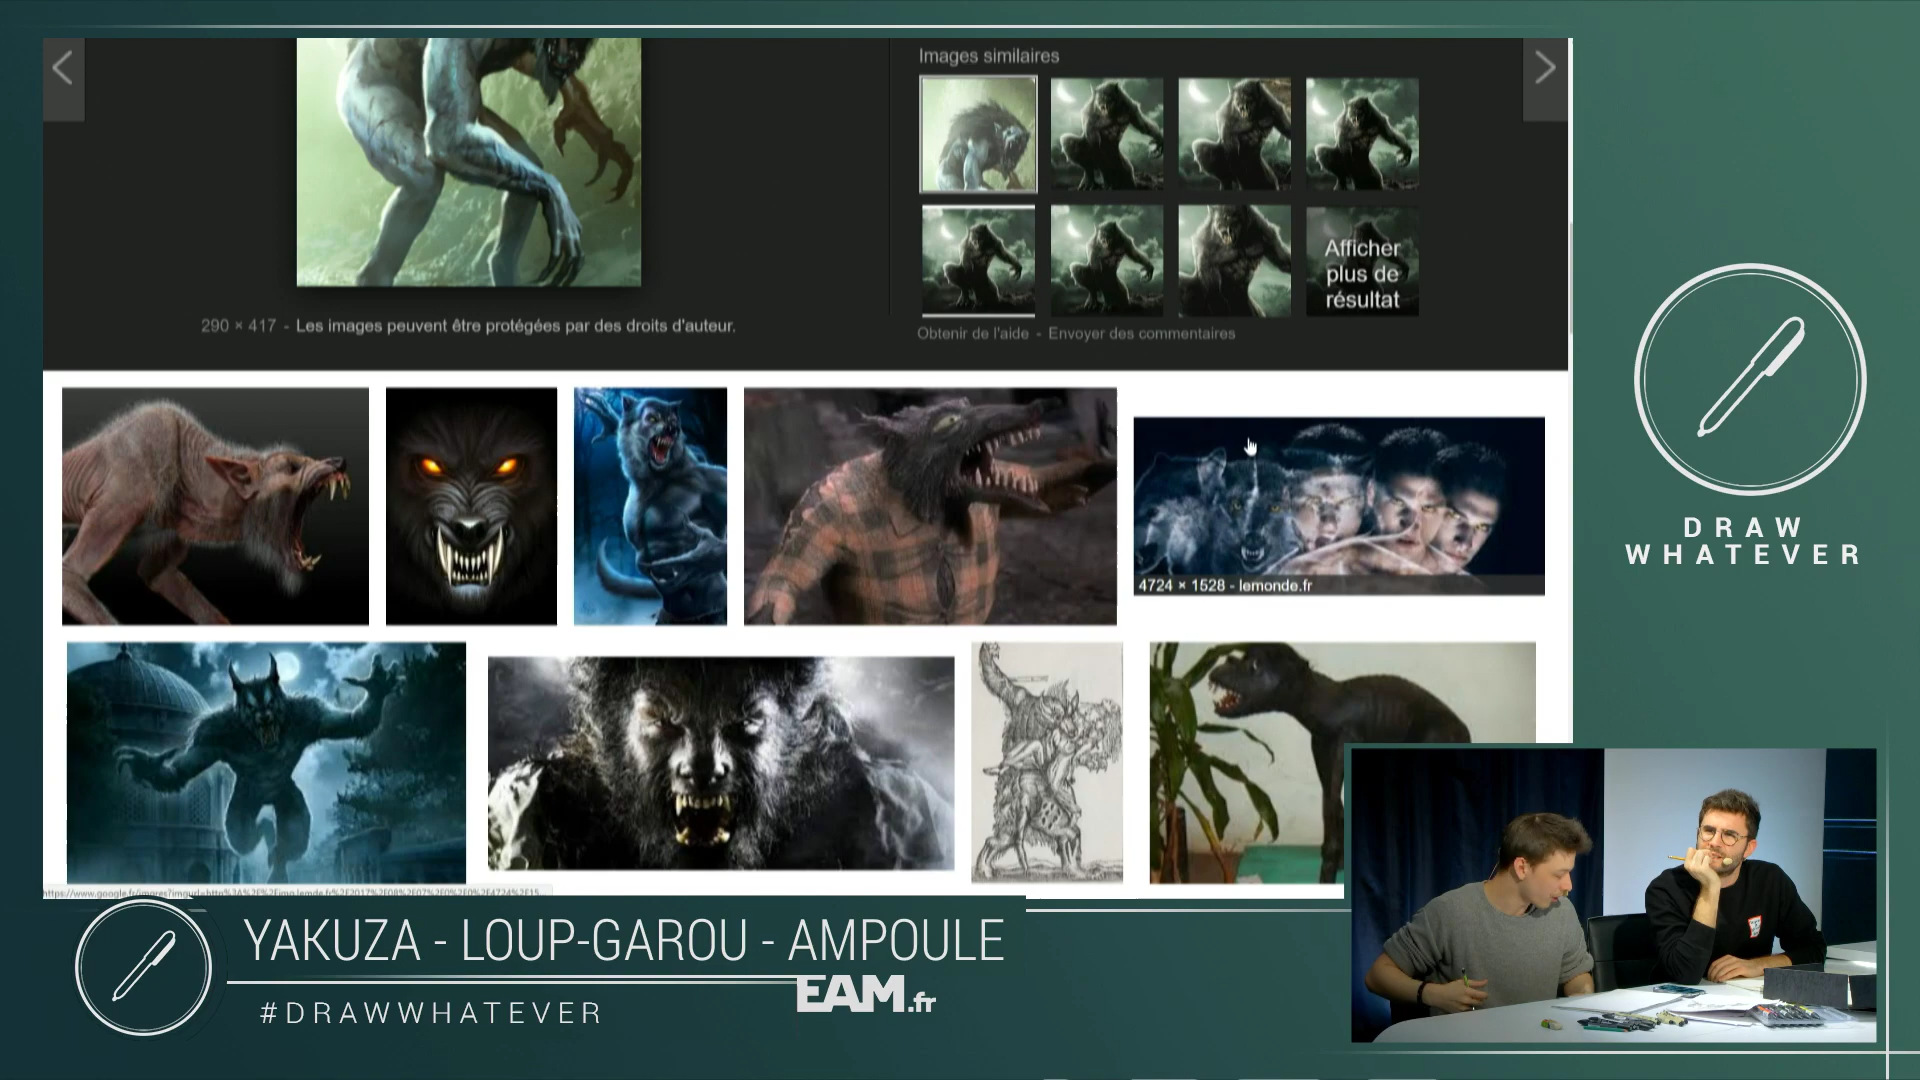 Images similaires
Afficher
plus de
résultat
290 × 417 - Les images peuvent être protégées par des droits d'auteur.
Obtenir de l'aide - Envoyer des commentaires
4724 × 1528 - lemonde.fr
DRAW
WHATEVER
YAKUZA - LOUP-GAROU - AMPOULE
EAM.fr
#DRAWWHATEVER